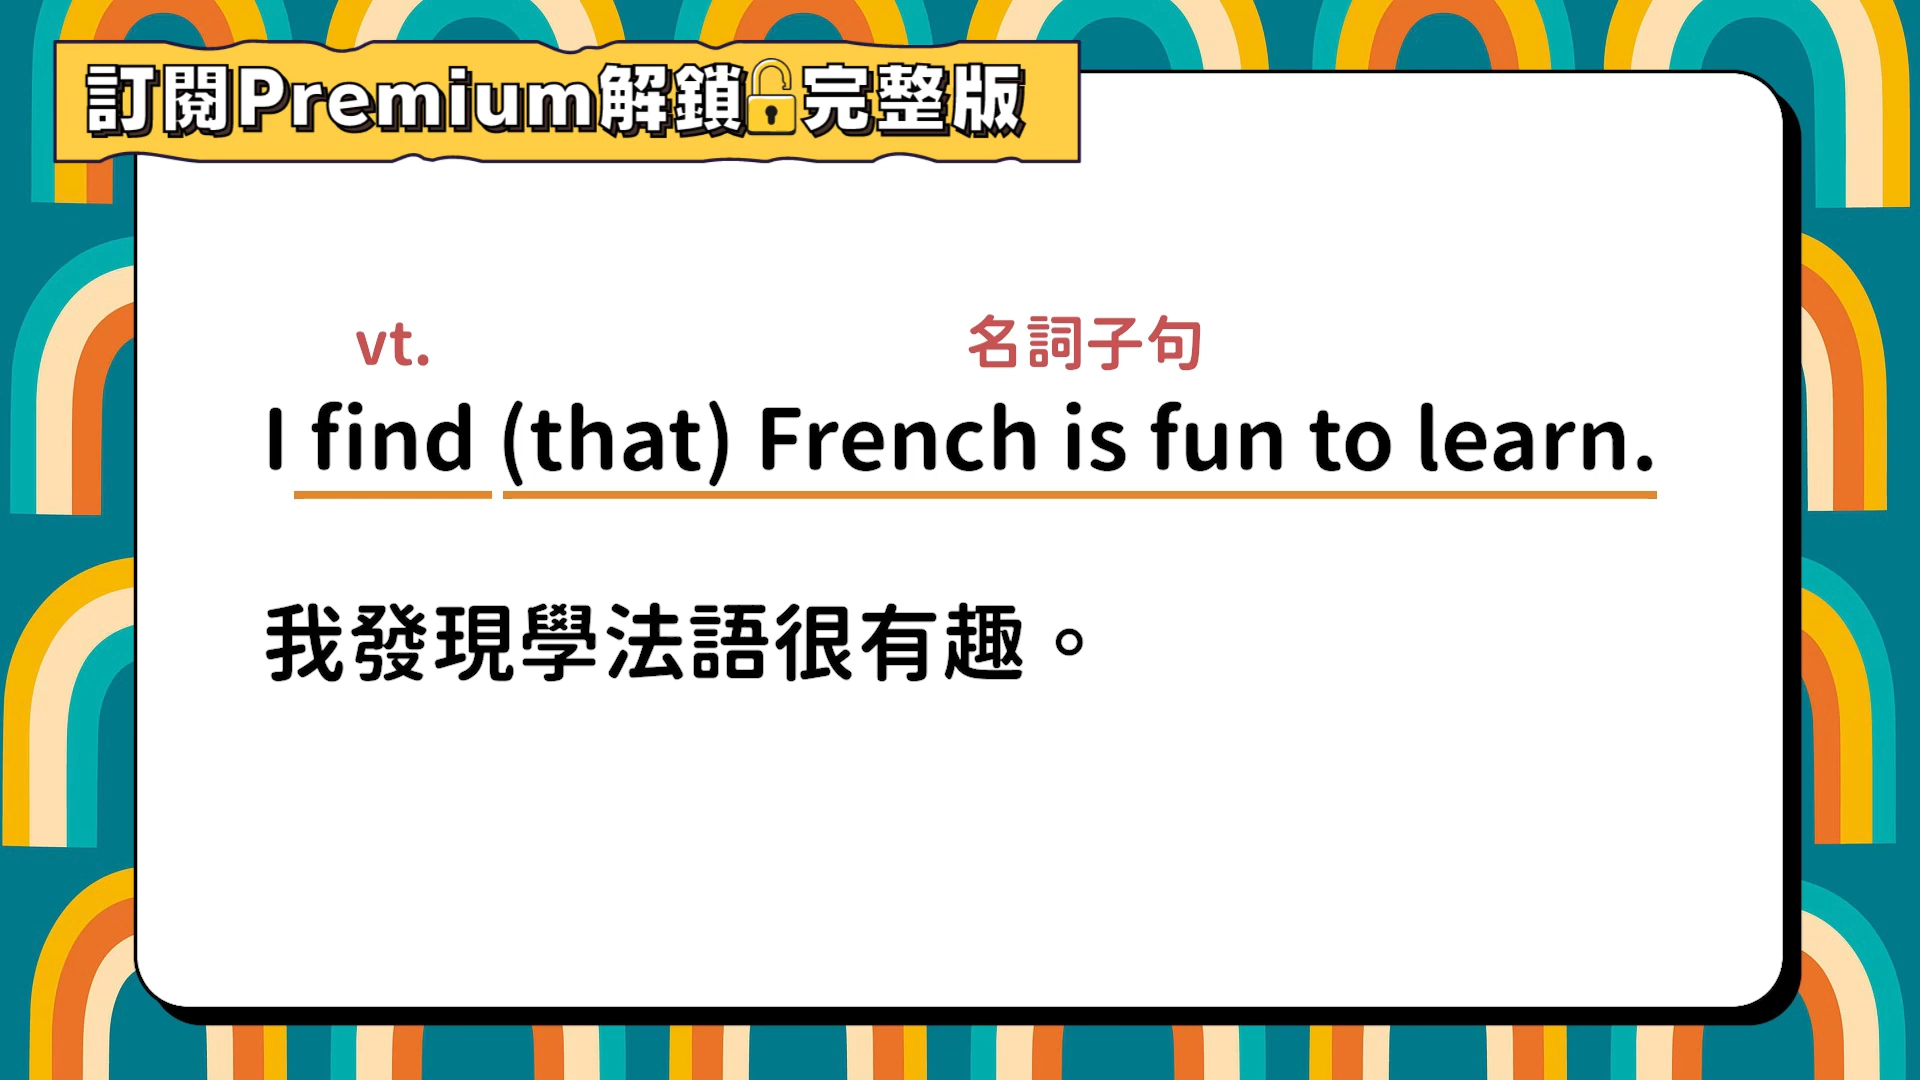 訂閱Premium解鎖🔓完整版
vt.
名詞子句
I find (that) French is fun to learn.
我發現學法語很有趣。